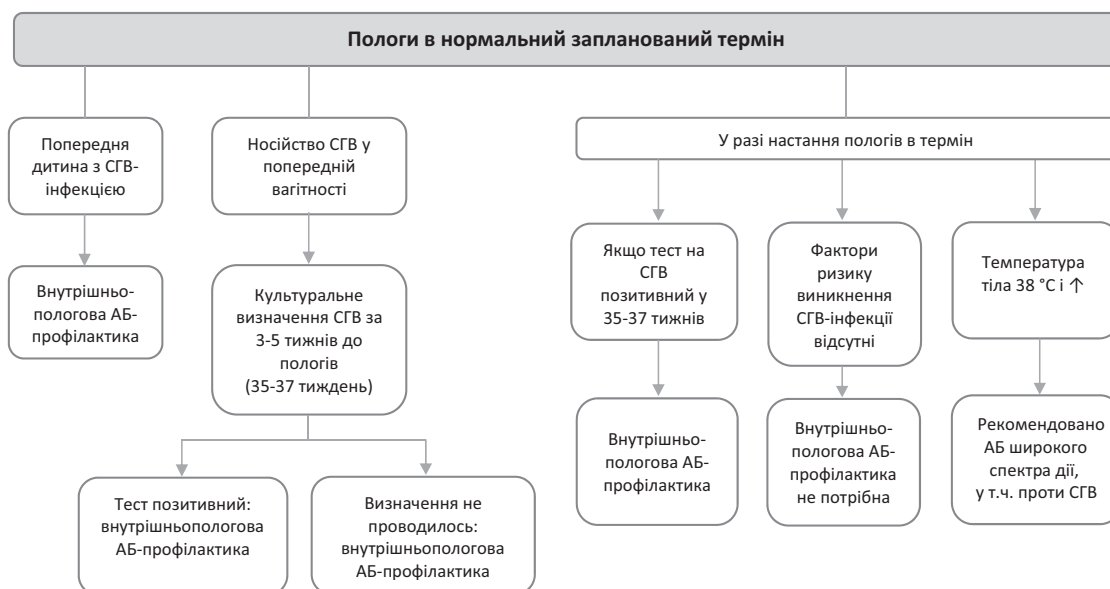 Пологи в нормальний запланований термін
Попередня
дитина з СГВ-
інфекцією
Внутрішньо-
пологова АБ-
профілактика
Носійство СГВ у
попередній
вагітності
Культуральне
визначення СГВ за
3-5 тижнів до
пологів
(35-37 тиждень)
Тест позитивний:
внутрішньопологова
АБ-профілактика
Визначення не
проводилось:
внутрішньопологова
АБ-профілактика
У разі настання пологів в термін
Якщо тест на
СГВ
позитивний у
35-37 тижнів
Внутрішньо-
пологова АБ-
профілактика
Фактори
ризику
виникнення
СГВ-інфекції
відсутні
Внутрішньо-
пологова АБ-
профілактика
не потрібна
Температура
тіла 38 °С і ↑
Рекомендовано
АБ широкого
спектра дії,
у т.ч. проти СГВ